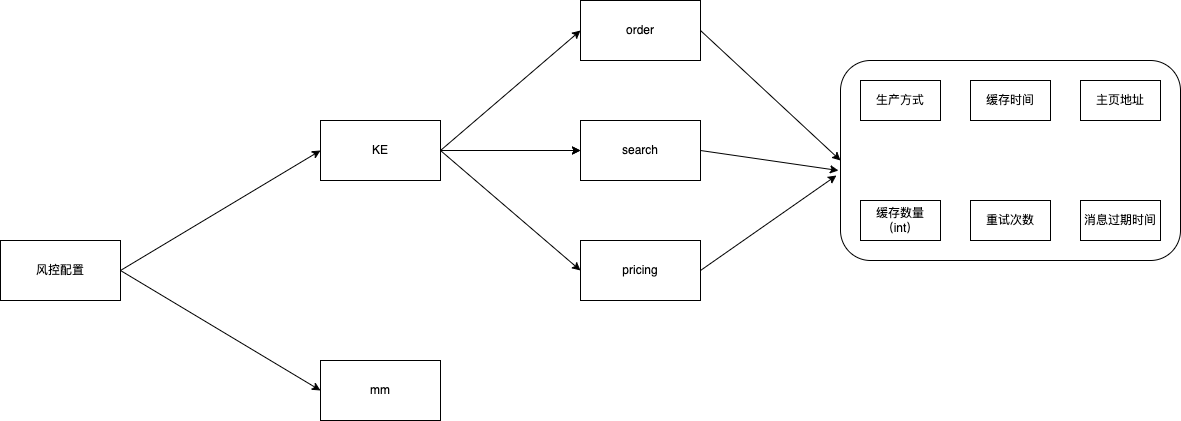 order
生产方式
缓存时间
主页地址
KE
search
缓存数量
(int)
重试次数
消息过期时间
风控配置
pricing
mm